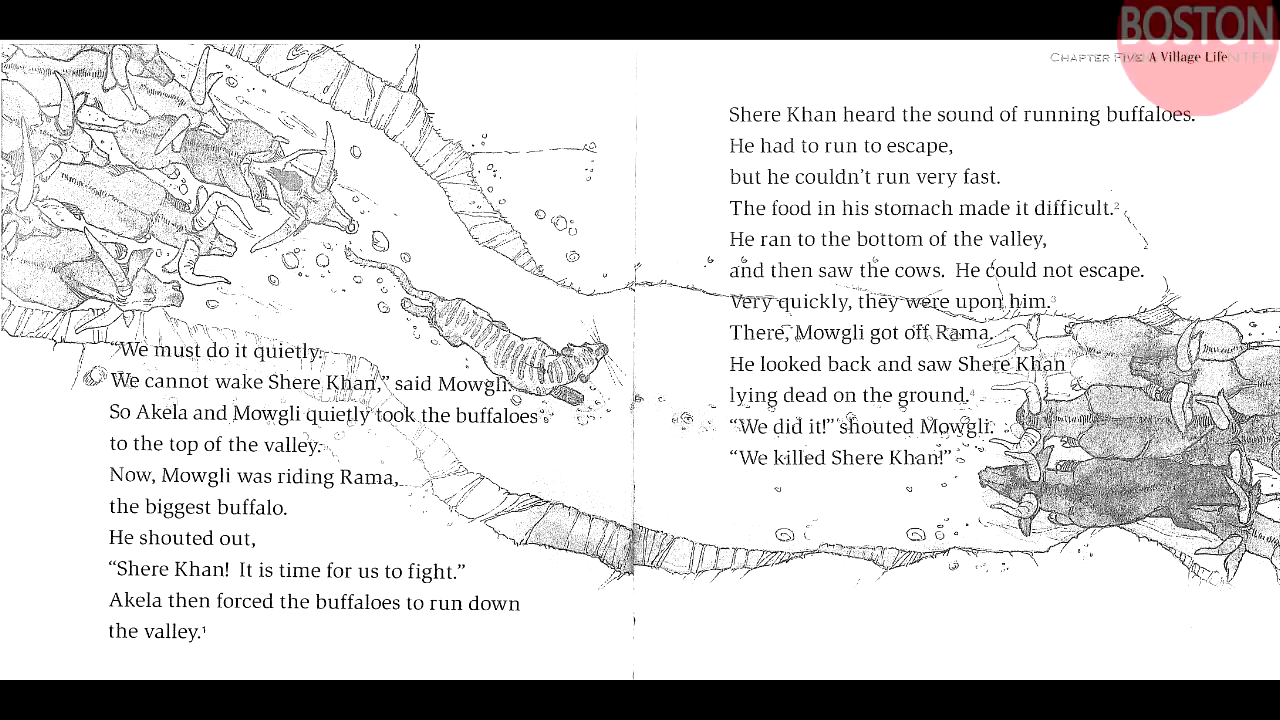 BOSTON
CHAPTER FIVE: A Village Life
"We must do it quietly.
We cannot wake Shere Khan," said Mowgli.
So Akela and Mowgli quietly took the buffaloes
to the top of the valley.
Now, Mowgli was riding Rama,
the biggest buffalo.
He shouted out,
"Shere Khan!  It is time for us to fight."
Akela then forced the buffaloes to run down
the valley.¹
Shere Khan heard the sound of running buffaloes.
He had to run to escape,
but he couldn't run very fast.
The food in his stomach made it difficult.²
He ran to the bottom of the valley,
and then saw the cows.  He could not escape.
Very quickly, they were upon him.³
There, Mowgli got off Rama.
He looked back and saw Shere Khan
lying dead on the ground.⁴
"We did it!" shouted Mowgli.
"We killed Shere Khan!"